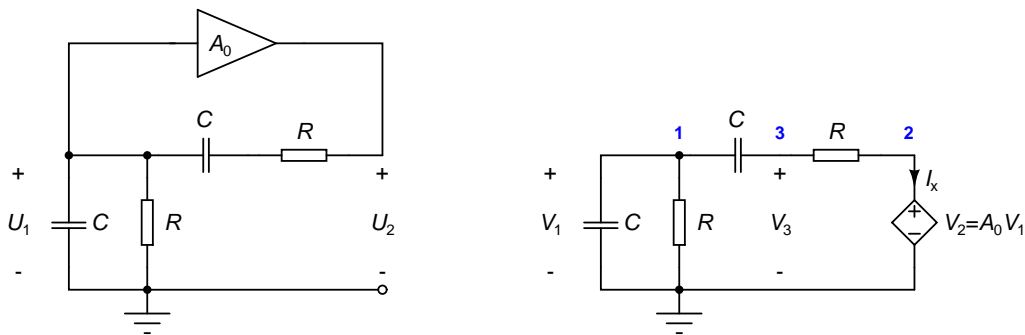 A0
C
R
+
+
U1
C
R
U2
-
-
1
C
3
R
2
+
+
Ix
V1
C
R
V3
+
−
V2=A0V1
-
-